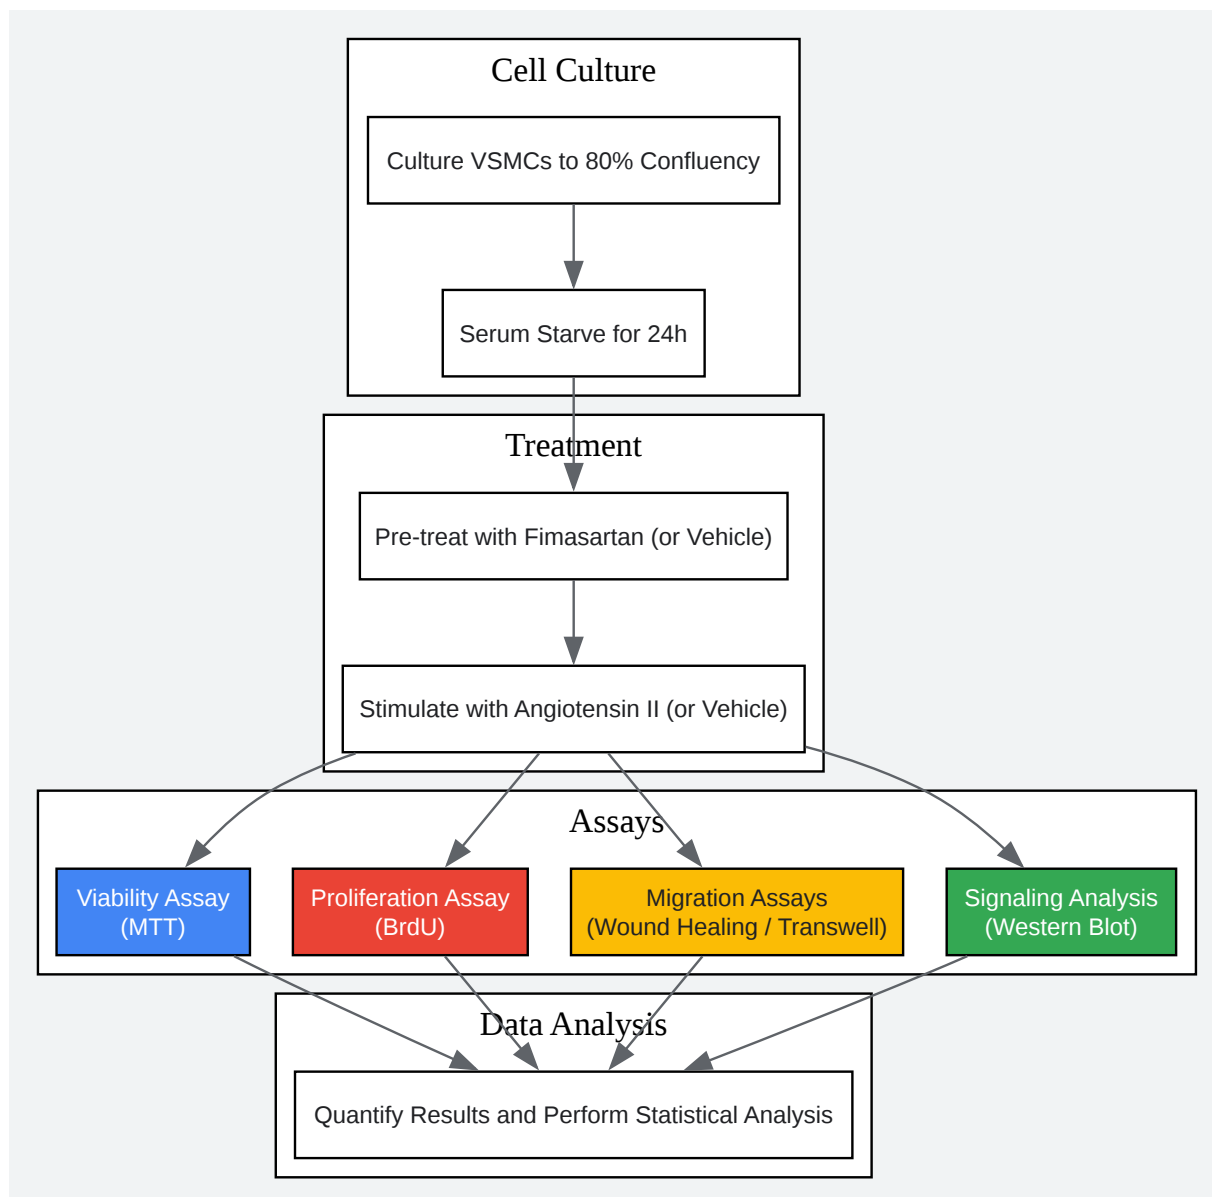 Cell Culture
Culture VSMCs to 80% Confluency
Serum Starve for 24h
Treatment
Pre-treat with Fimasartan (or Vehicle)
Stimulate with Angiotensin II (or Vehicle)
Assays
Viability Assay
(MTT)
Proliferation Assay
(BrdU)
Migration Assays
(Wound Healing / Transwell)
Signaling Analysis
(Western Blot)
Data Analysis
Quantify Results and Perform Statistical Analysis